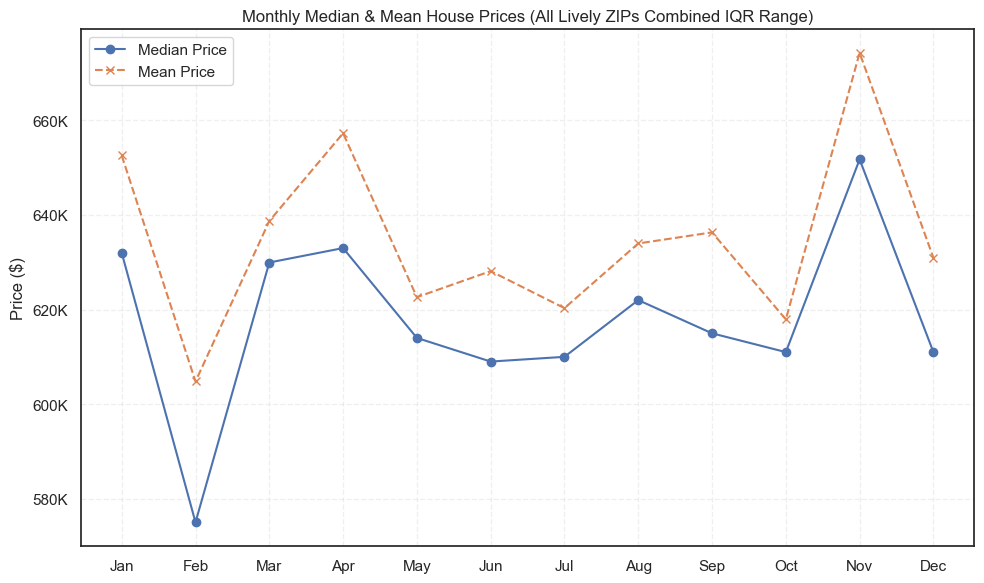 Monthly Median & Mean House Prices (All Lively ZIPs Combined IQR Range)
Median Price
Mean Price
Price ($)
660K
640K
620K
600K
580K
Jan Feb Mar Apr May Jun Jul Aug Sep Oct Nov Dec